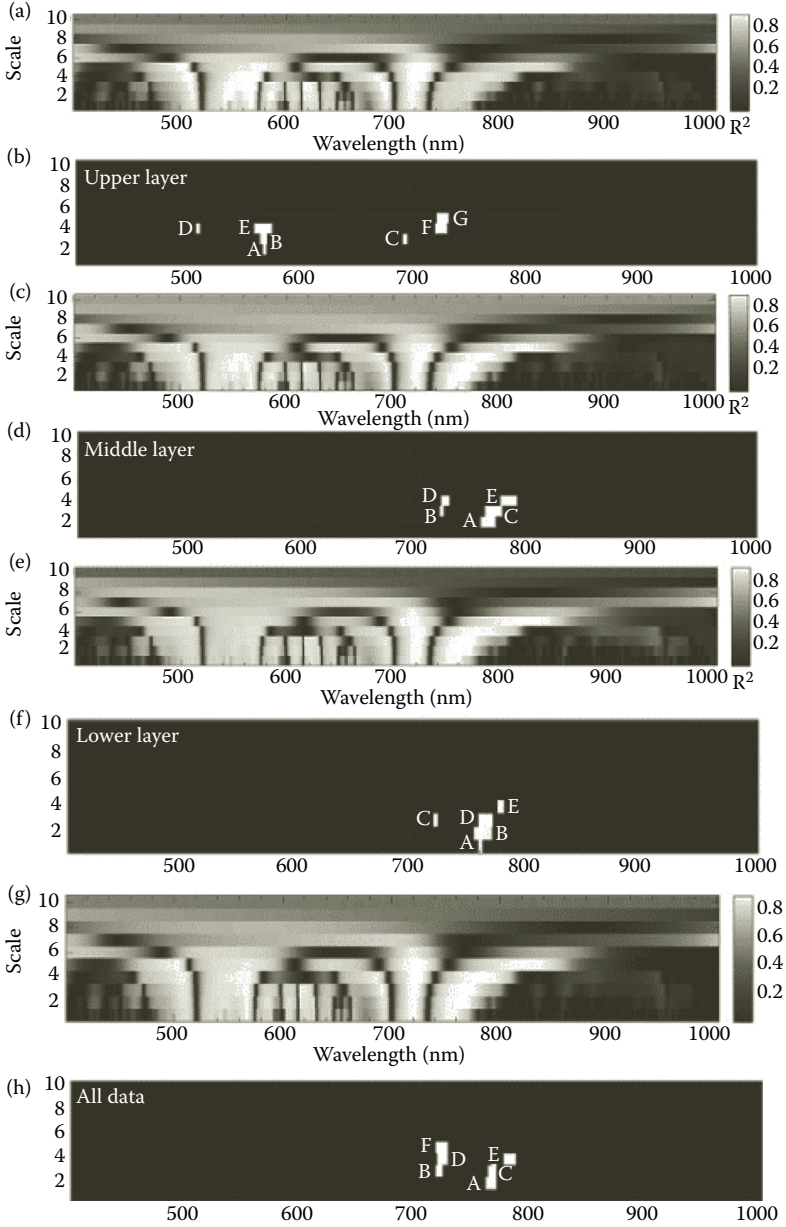 (a)
10
8
6
4
2
Scale
500 600 700 800 900 1000
Wavelength (nm)
0.8
0.6
0.4
0.2
R2
(b)
10
8
6
4
2
Upper layer
D E B A C F G
500 600 700 800 900 1000
(c)
10
8
6
4
2
Scale
500 600 700 800 900 1000
Wavelength (nm)
0.8
0.6
0.4
0.2
R2
(d)
10
8
6
4
2
Middle layer
D B E A C
500 600 700 800 900 1000
(e)
10
8
6
4
2
Scale
500 600 700 800 900 1000
Wavelength (nm)
0.8
0.6
0.4
0.2
R2
(f)
10
8
6
4
2
Lower layer
C D E B A
500 600 700 800 900 1000
(g)
10
8
6
4
2
Scale
500 600 700 800 900 1000
Wavelength (nm)
0.8
0.6
0.4
0.2
(h)
10
8
6
4
2
All data
F D B E C A
500 600 700 800 900 1000